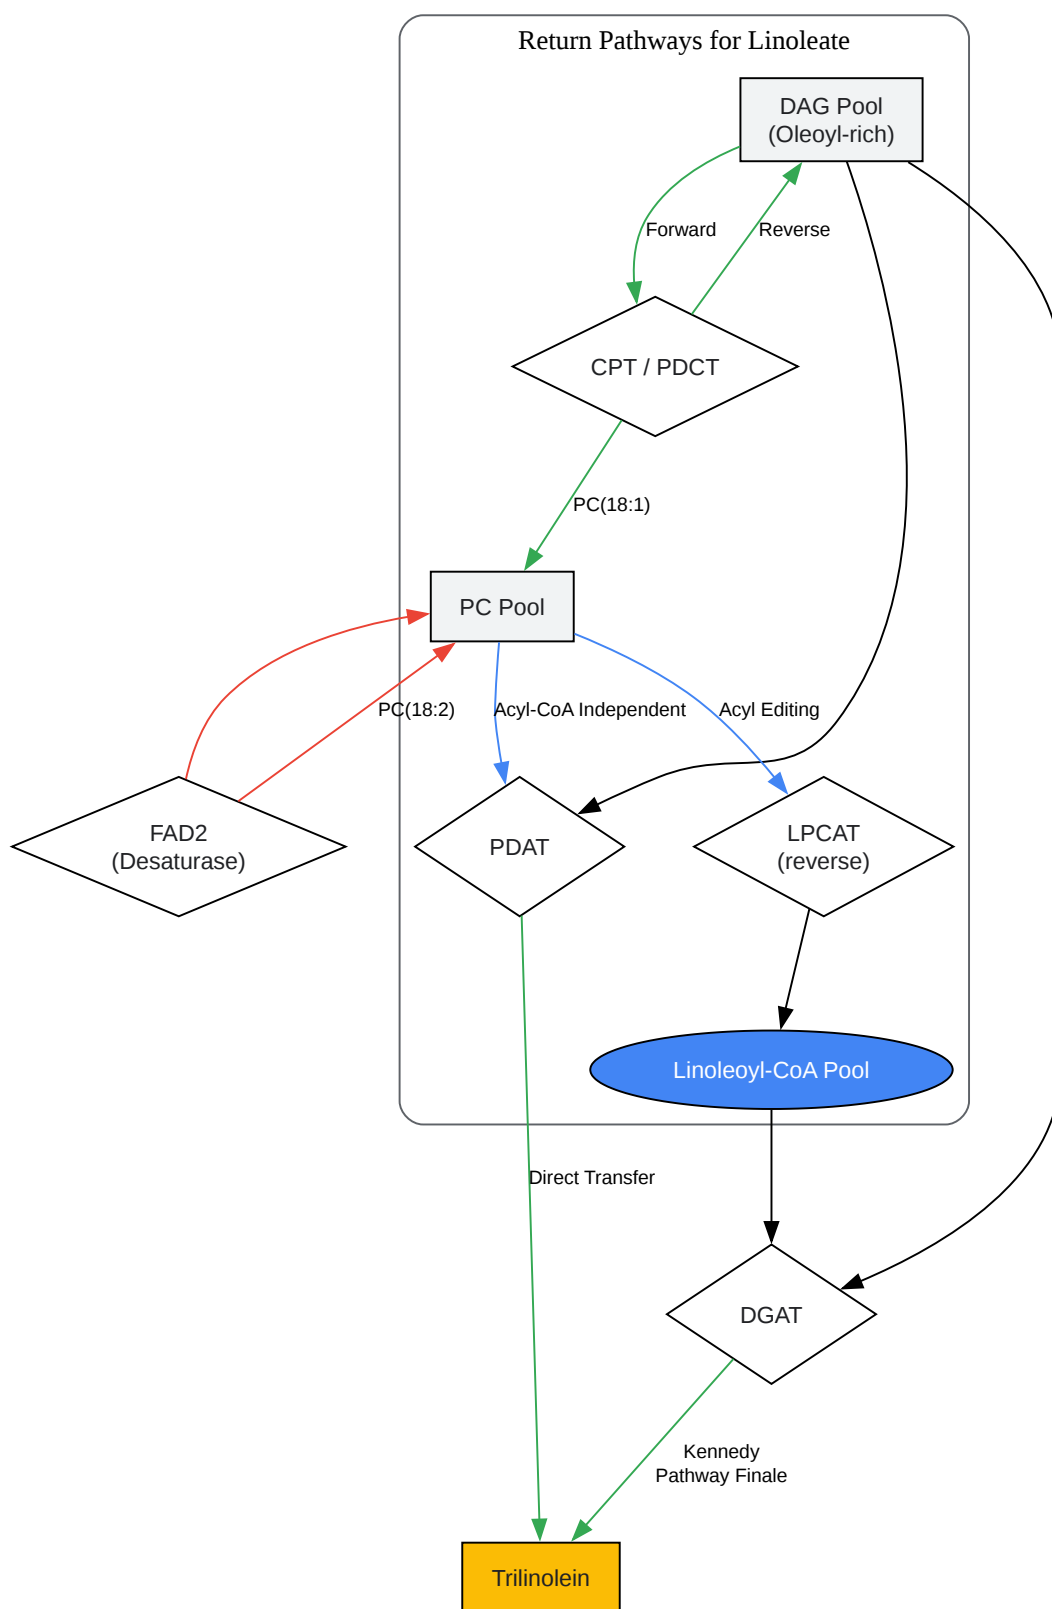 Return Pathways for Linoleate
DAG Pool
(Oleoyl-rich)
Forward
Reverse
CPT / PDCT
PC(18:1)
PC Pool
PC(18:2)
Acyl-CoA Independent
Acyl Editing
FAD2
(Desaturase)
PDAT
LPCAT
(reverse)
Linoleoyl-CoA Pool
Direct Transfer
DGAT
Kennedy
Pathway Finale
Trilinolein